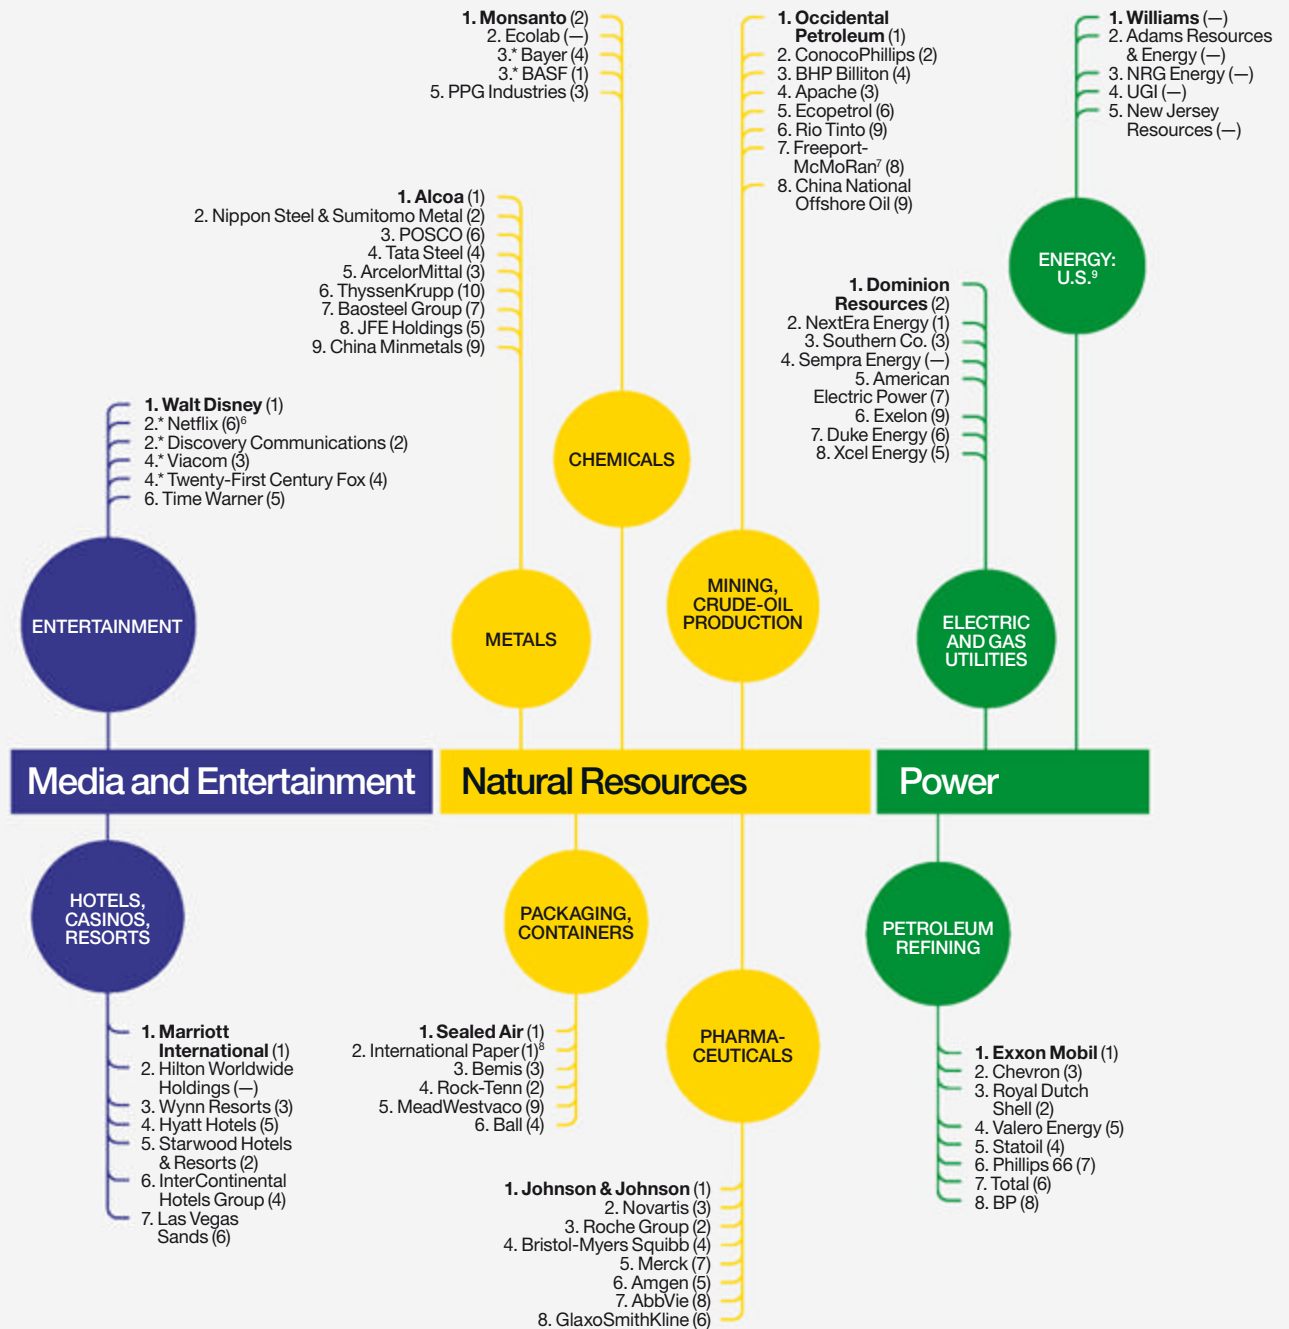 1. Monsanto (2)
2. Ecolab (—)
3.* Bayer (4)
3.* BASF (1)
5. PPG Industries (3)
1. Occidental
Petroleum (1)
2. ConocoPhillips (2)
3. BHP Billiton (4)
4. Apache (3)
5. Ecopetrol (6)
6. Rio Tinto (9)
7. Freeport-
McMoRan⁷ (8)
8. China National
Offshore Oil (9)
1. Williams (—)
2. Adams Resources
& Energy (—)
3. NRG Energy (—)
4. UGI (—)
5. New Jersey
Resources (—)
1. Alcoa (1)
2. Nippon Steel & Sumitomo Metal (2)
3. POSCO (6)
4. Tata Steel (4)
5. ArcelorMittal (3)
6. ThyssenKrupp (10)
7. Baosteel Group (7)
8. JFE Holdings (5)
9. China Minmetals (9)
ENERGY:
U.S.⁹
1. Dominion
Resources (2)
2. NextEra Energy (1)
3. Southern Co. (3)
4. Sempra Energy (—)
5. American
Electric Power (7)
6. Exelon (9)
7. Duke Energy (6)
8. Xcel Energy (5)
1. Walt Disney (1)
2.* Netflix (6)⁶
2.* Discovery Communications (2)
4.* Viacom (3)
4.* Twenty-First Century Fox (4)
6. Time Warner (5)
CHEMICALS
ENTERTAINMENT
METALS
MINING,
CRUDE-OIL
PRODUCTION
ELECTRIC
AND GAS
UTILITIES
Media and Entertainment
Natural Resources
Power
HOTELS,
CASINOS,
RESORTS
PACKAGING,
CONTAINERS
PETROLEUM
REFINING
PHARMA-
CEUTICALS
1. Marriott
International (1)
2. Hilton Worldwide
Holdings (—)
3. Wynn Resorts (3)
4. Hyatt Hotels (5)
5. Starwood Hotels
& Resorts (2)
6. InterContinental
Hotels Group (4)
7. Las Vegas
Sands (6)
1. Sealed Air (1)
2. International Paper (1)⁸
3. Bemis (3)
4. Rock-Tenn (2)
5. MeadWestvaco (9)
6. Ball (4)
1. Exxon Mobil (1)
2. Chevron (3)
3. Royal Dutch
Shell (2)
4. Valero Energy (5)
5. Statoil (4)
6. Phillips 66 (7)
7. Total (6)
8. BP (8)
1. Johnson & Johnson (1)
2. Novartis (3)
3. Roche Group (2)
4. Bristol-Myers Squibb (4)
5. Merck (7)
6. Amgen (5)
7. AbbVie (8)
8. GlaxoSmithKline (6)